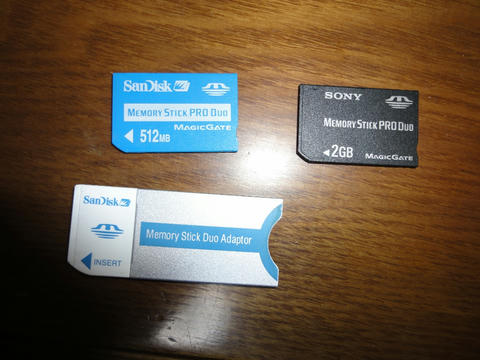 SanDisk
MEMORY STICK PRO DUO
512MB
MAGICGATE
SONY
MEMORY STICK PRO DUO
2GB
MAGICGATE
SanDisk
Memory Stick Duo Adaptor
INSERT